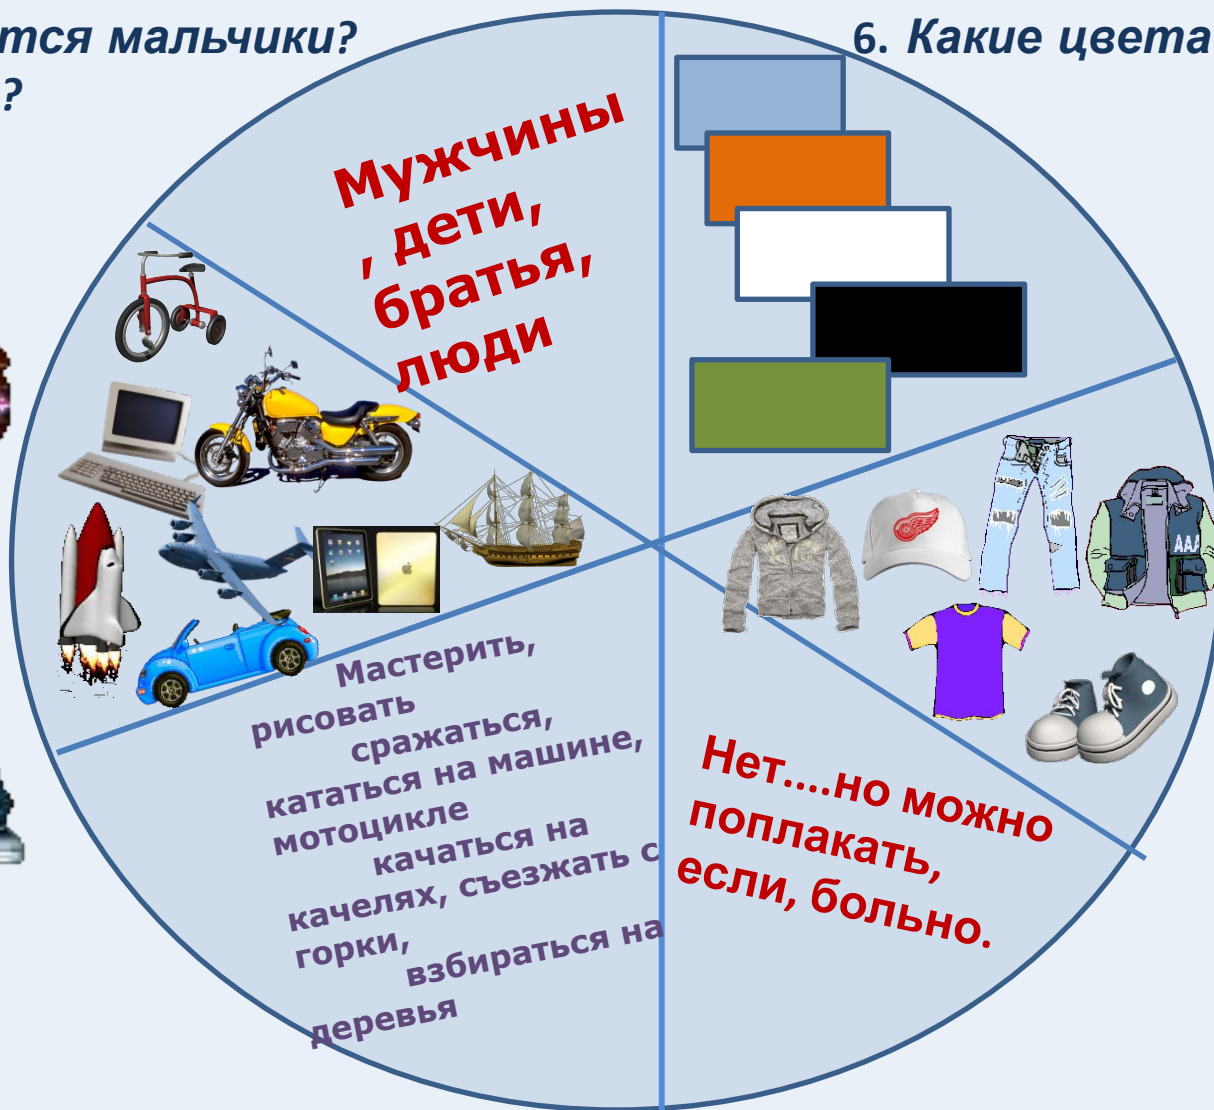 тся мальчики?
?
6. Какие цвета
Мужчины
, дети,
братья,
люди
AAA
Мастерить,
рисовать
сражаться,
кататься на машине,
мотоцикле
качаться на
качелях, съезжать с
горки,
взбираться на
деревья
Нет....но можно
поплакать,
если, больно.